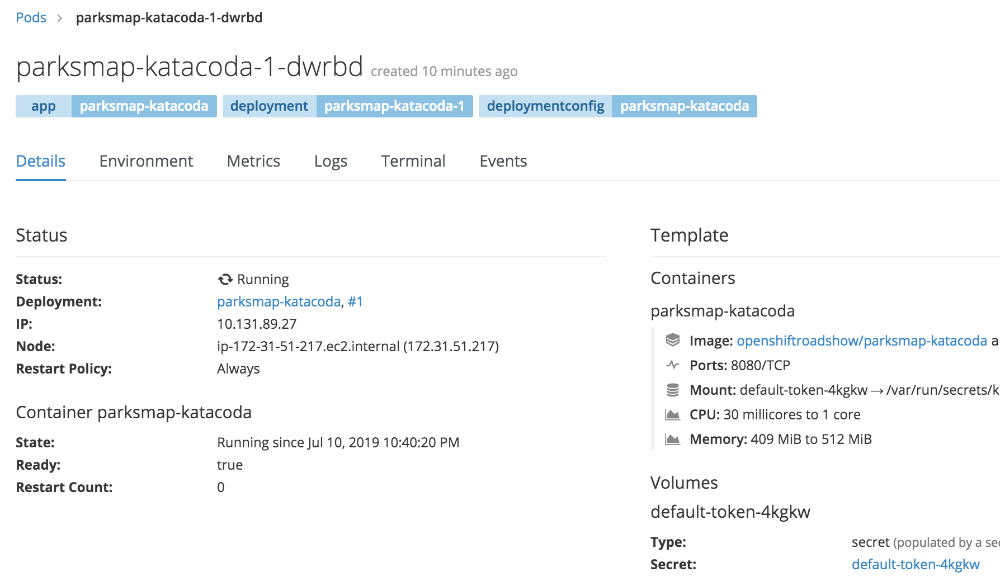 Pods > parksmap-katacoda-1-dwrbd
parksmap-katacoda-1-dwrbd created 10 minutes ago
app parksmap-katacoda deployment parksmap-katacoda-1 deploymentconfig parksmap-katacoda
Details Environment Metrics Logs Terminal Events
Status
Status: Running
Deployment: parksmap-katacoda, #1
IP: 10.131.89.27
Node: ip-172-31-51-217.ec2.internal (172.31.51.217)
Restart Policy: Always
Container parksmap-katacoda
State: Running since Jul 10, 2019 10:40:20 PM
Ready: true
Restart Count: 0
Template
Containers
parksmap-katacoda
Image: openshiftroadshow/parksmap-katacoda a
Ports: 8080/TCP
Mount: default-token-4kgkw → /var/run/secrets/k
CPU: 30 millicores to 1 core
Memory: 409 MiB to 512 MiB
Volumes
default-token-4kgkw
Type: secret (populated by a sec
Secret: default-token-4kgkw